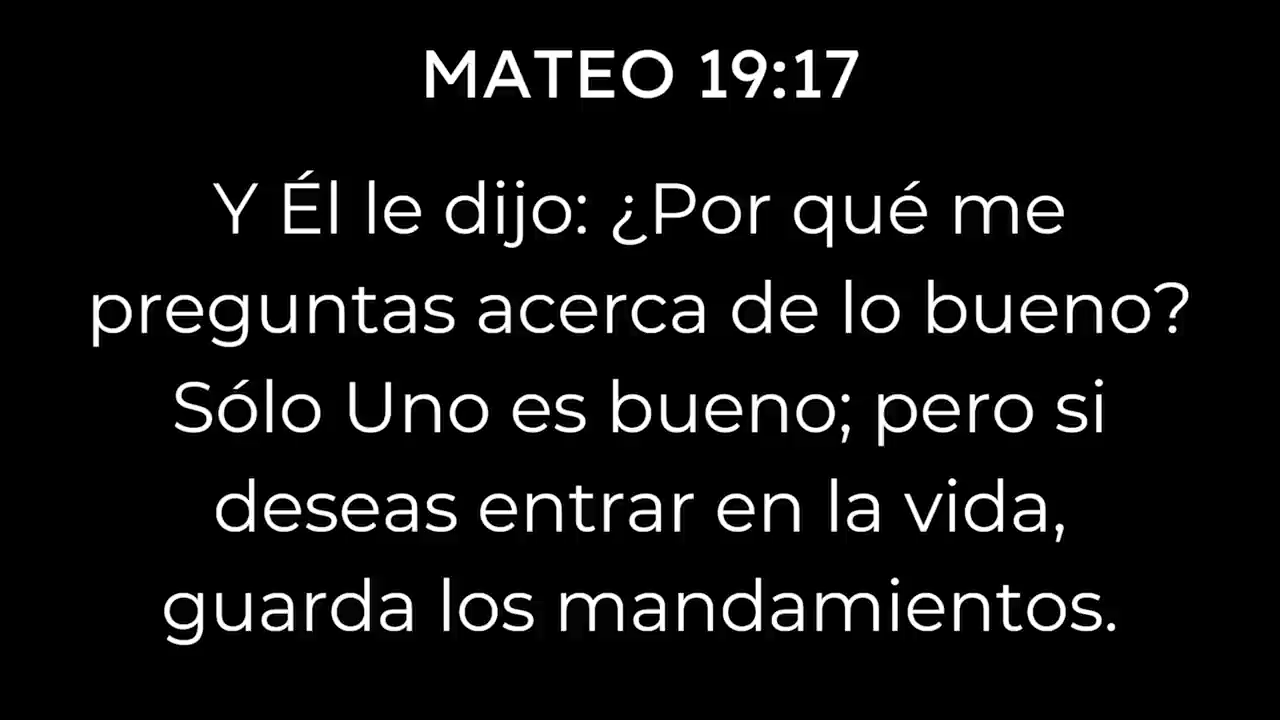 MATEO 19:17
Y Él le dijo: ¿Por qué me
preguntas acerca de lo bueno?
Sólo Uno es bueno; pero si
deseas entrar en la vida,
guarda los mandamientos.